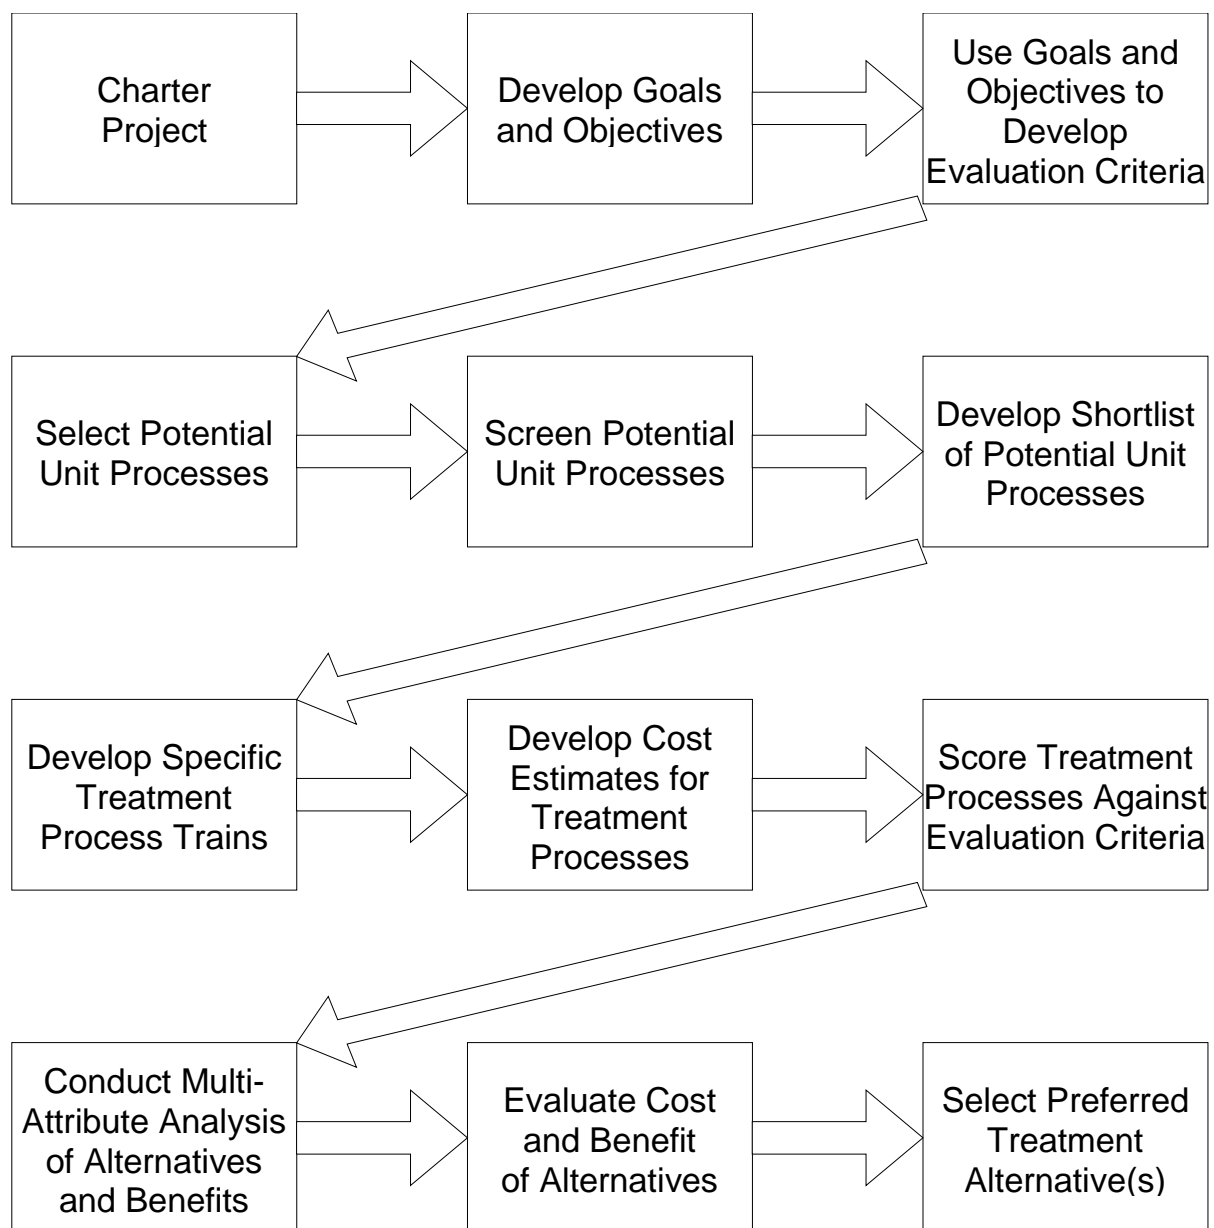 Charter
Project
Develop Goals
and Objectives
Use Goals and
Objectives to
Develop
Evaluation Criteria
Select Potential
Unit Processes
Screen Potential
Unit Processes
Develop Shortlist
of Potential Unit
Processes
Develop Specific
Treatment
Process Trains
Develop Cost
Estimates for
Treatment
Processes
Score Treatment
Processes Against
Evaluation Criteria
Conduct Multi-
Attribute Analysis
of Alternatives
and Benefits
Evaluate Cost
and Benefit
of Alternatives
Select Preferred
Treatment
Alternative(s)